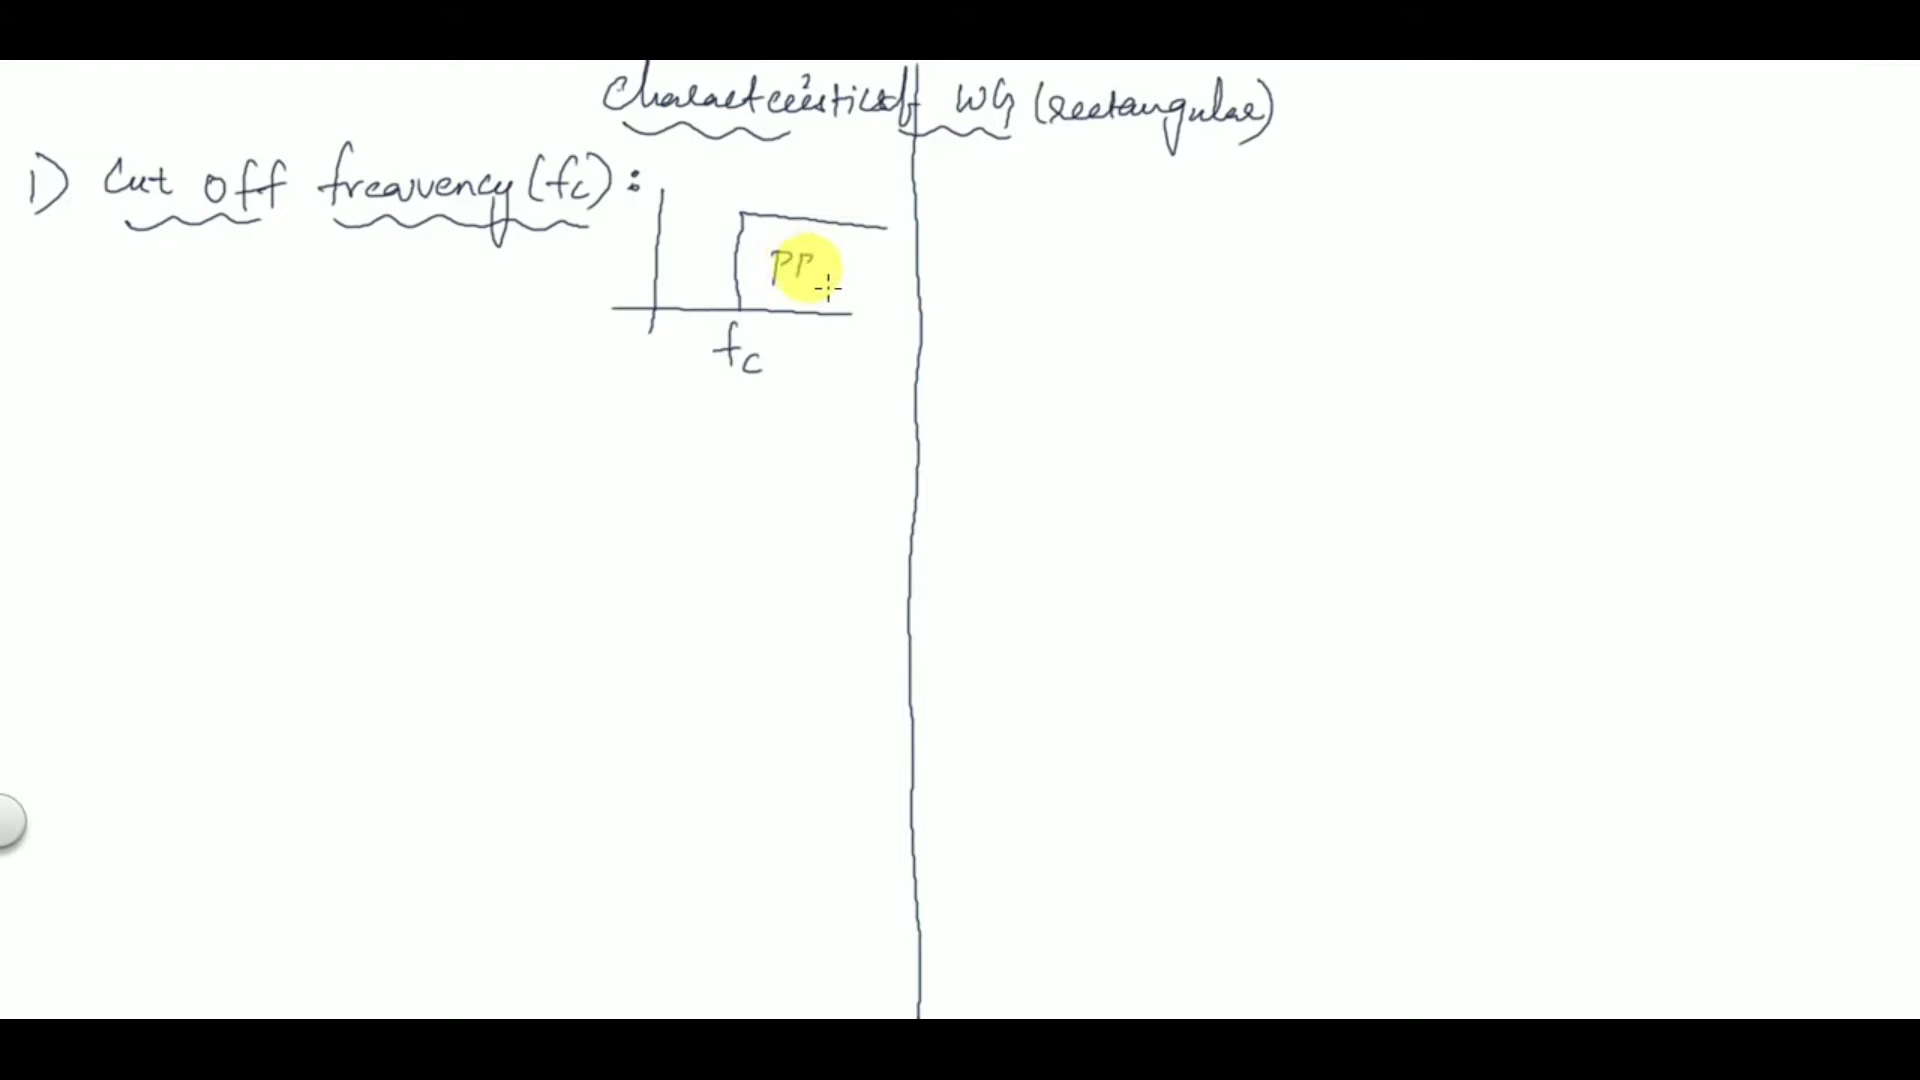 Characteristics of WG (rectangular)
1) Cut off frequency (fc) :
PP
fc